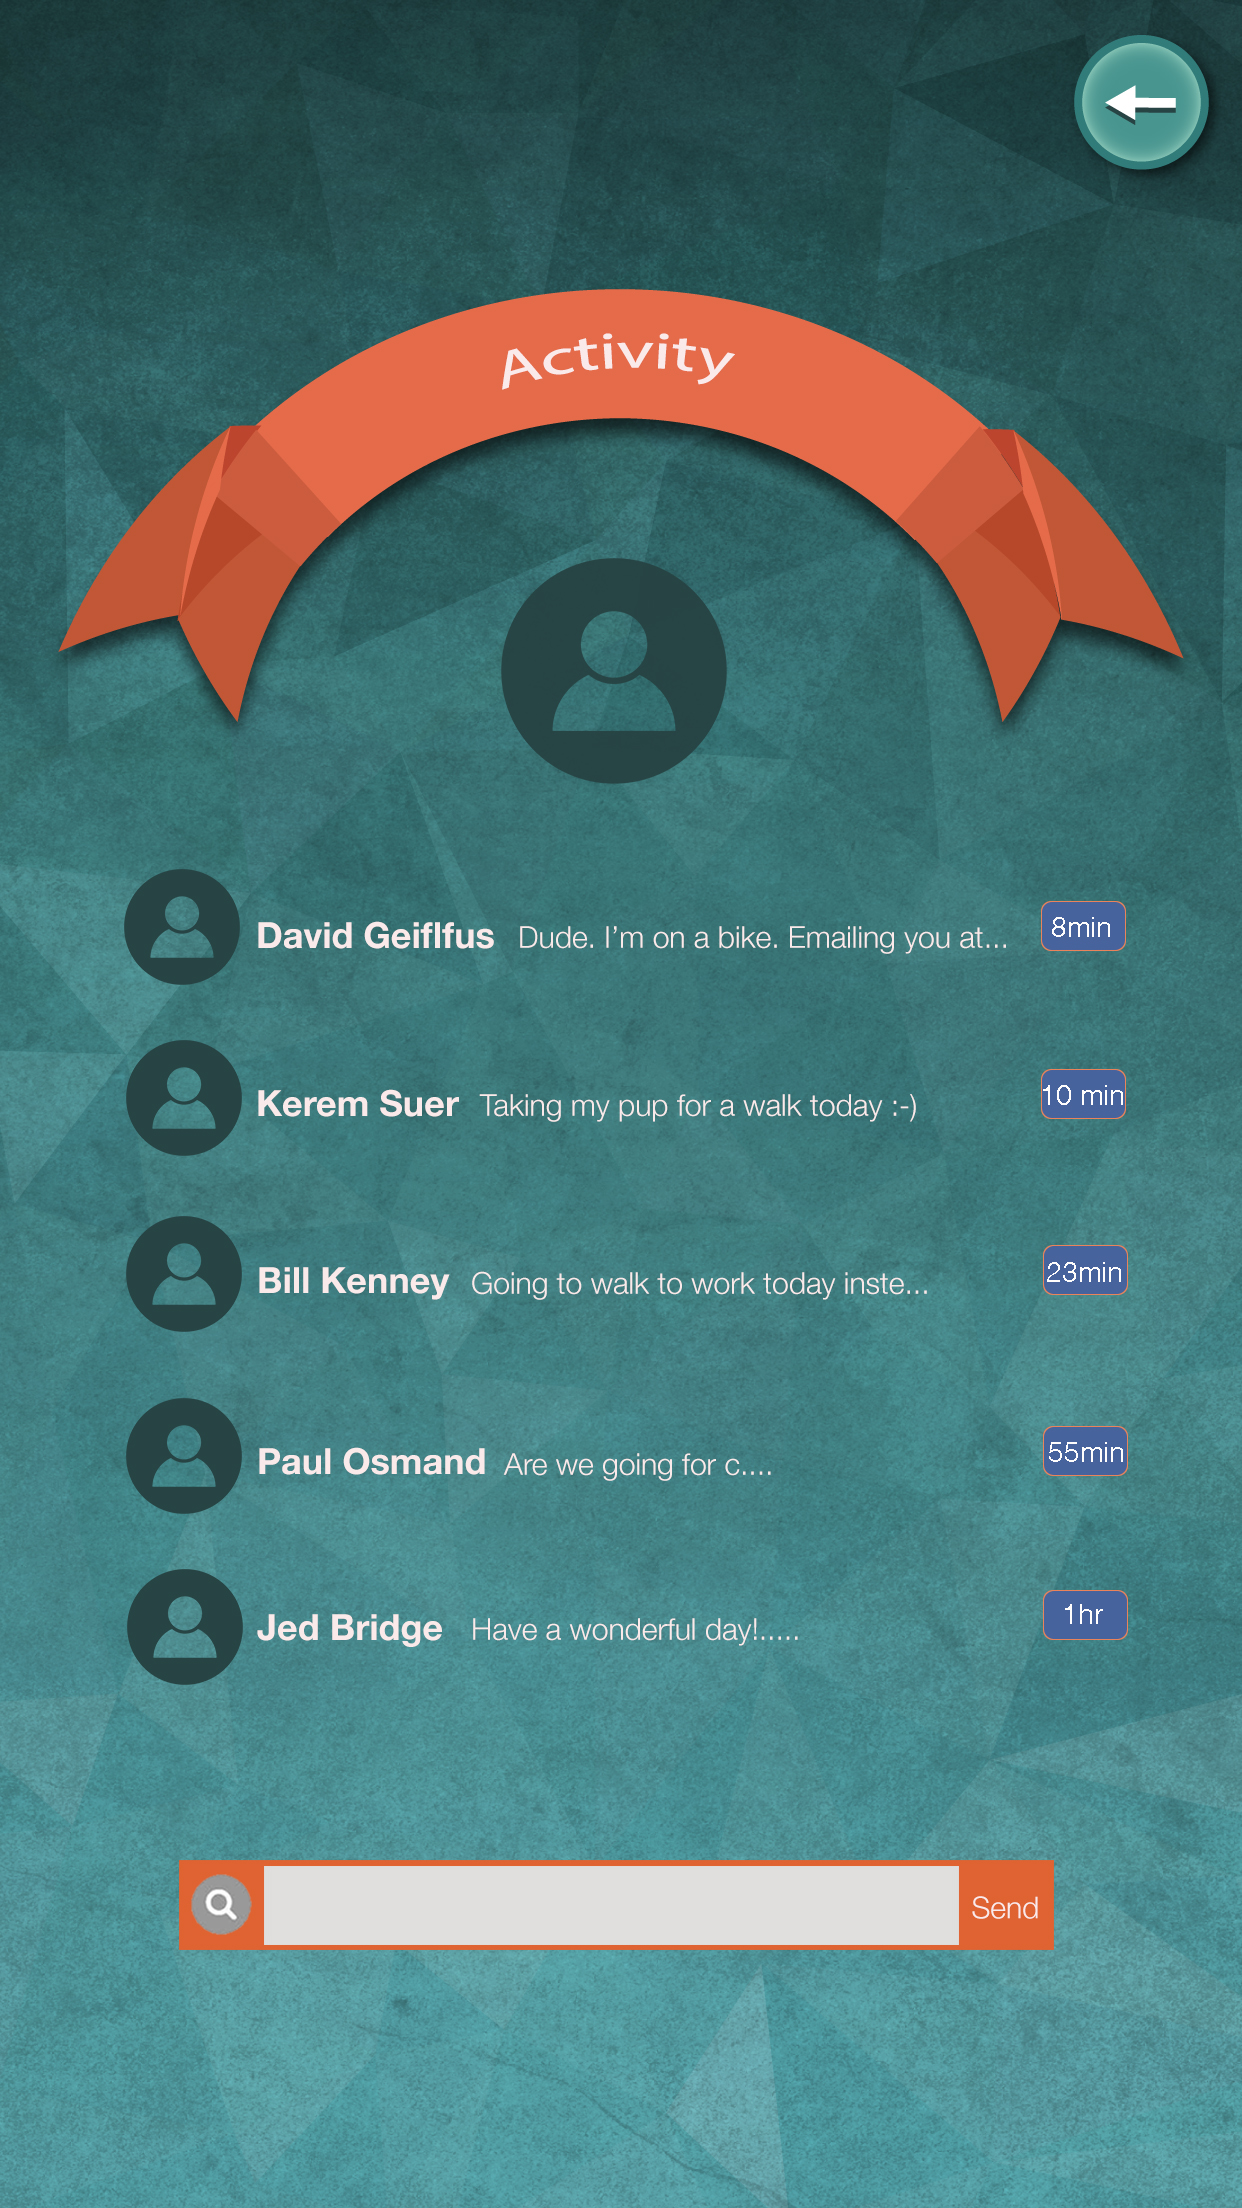 Activity
David Geiflfus Dude. I'm on a bike. Emailing you at... 8min
Kerem Suer Taking my pup for a walk today :-) 10 min
Bill Kenney Going to walk to work today inste... 23min
Paul Osmand Are we going for c.... 55min
Jed Bridge Have a wonderful day!..... 1hr
Send